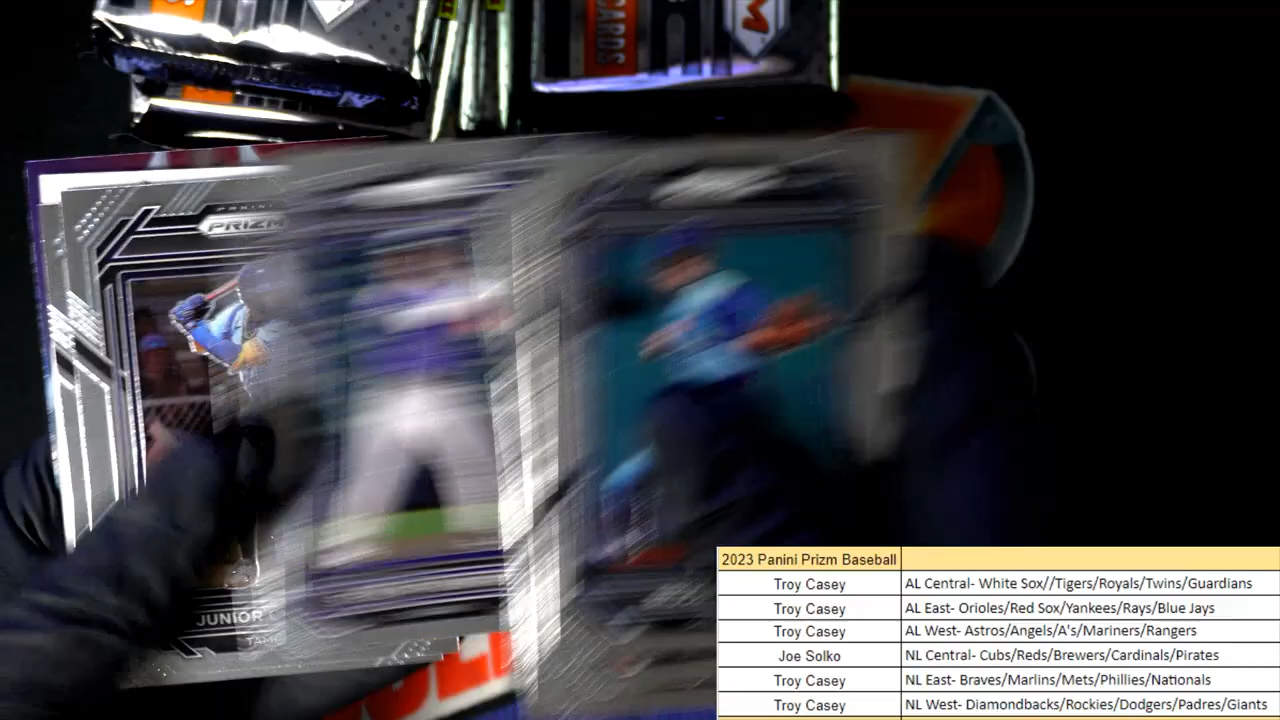 CARDS
M
PANINI
PRIZM
JUNIOR
TAM
2023 Panini Prizm Baseball
Troy Casey AL Central- White Sox//Tigers/Royals/Twins/Guardians
Troy Casey AL East- Orioles/Red Sox/Yankees/Rays/Blue Jays
Troy Casey AL West- Astros/Angels/A's/Mariners/Rangers
Joe Solko NL Central- Cubs/Reds/Brewers/Cardinals/Pirates
Troy Casey NL East- Braves/Marlins/Mets/Phillies/Nationals
Troy Casey NL West- Diamondbacks/Rockies/Dodgers/Padres/Giants